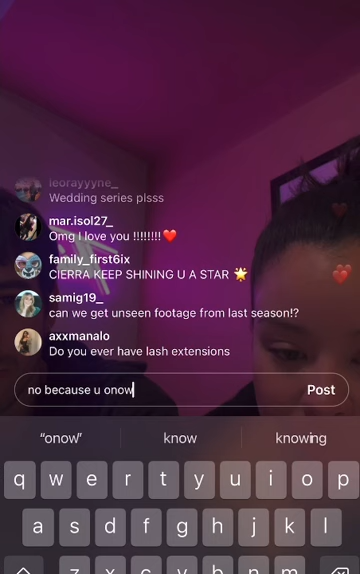 leorayyyne_
Wedding series plsss
mar.isol27_
Omg I love you !!!!!!!!❤️
family_first6ix
CIERRA KEEP SHINING U A STAR 🌟
samig19_
can we get unseen footage from last season!?
axxmanalo
Do you ever have lash extensions
no because u onow
Post
“onow”
know
knowing
q w e r t y u i o p
a s d f g h j k l
z x c v b n m